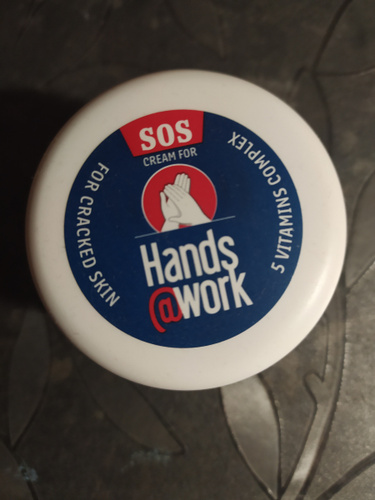 SOS
CREAM FOR
Hands
@work
FOR CRACKED SKIN
5 VITAMINS COMPLEX